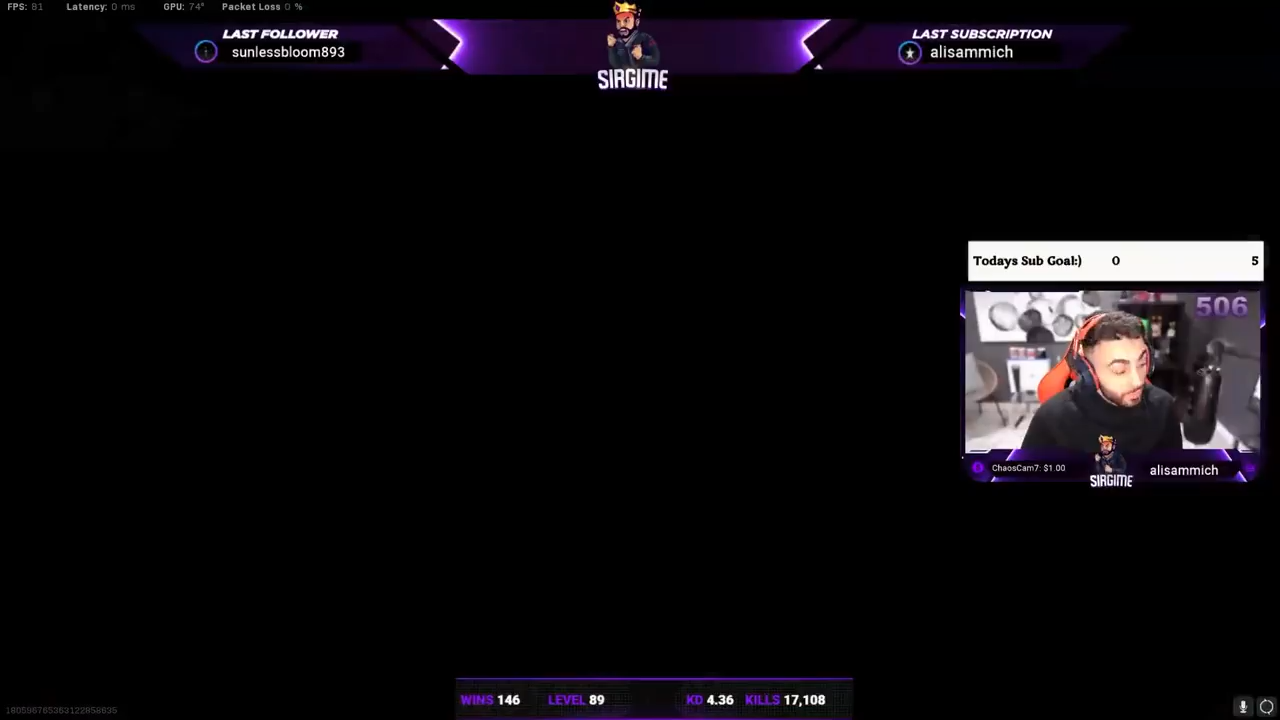 FPS: 81 Latency: 0 ms GPU: 74° Packet Loss 0 %
LAST FOLLOWER
sunlessbloom893
SIRGIME
LAST SUBSCRIPTION
alisammich
Todays Sub Goal:) 0 5
506
ChaosCam7: $1.00
SIRGIME
alisammich
WINS 146 LEVEL 89 KD 4.36 KILLS 17,108